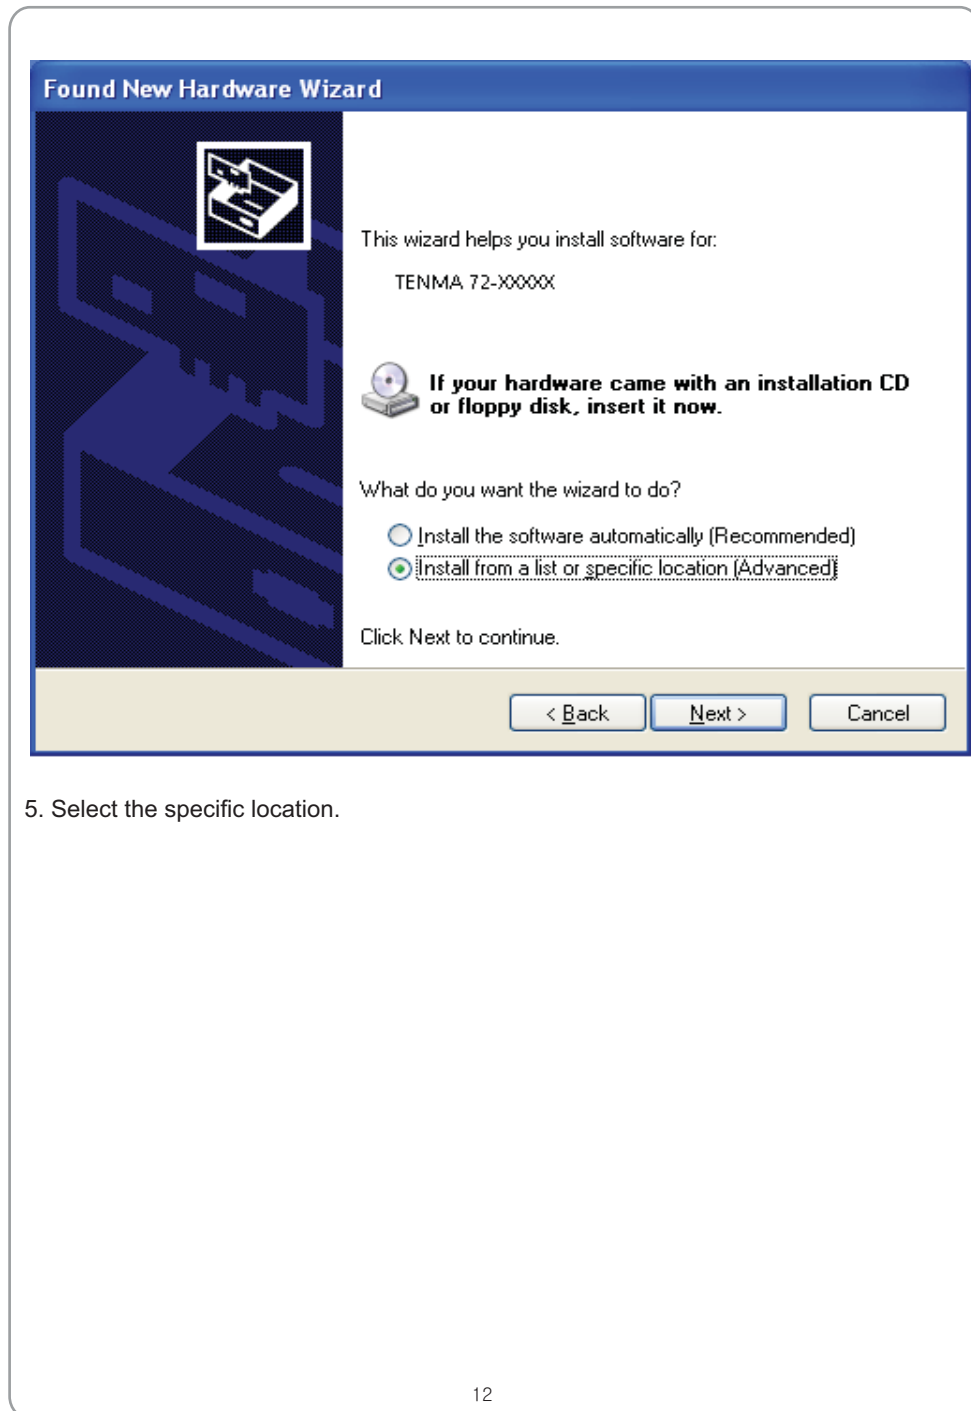 Found New Hardware Wizard
This wizard helps you install software for:
TENMA 72-XXXXX
If your hardware came with an installation CD
or floppy disk, insert it now.
What do you want the wizard to do?
Install the software automatically (Recommended)
Install from a list or specific location (Advanced)
Click Next to continue.
< Back
Next >
Cancel
5. Select the specific location.
12